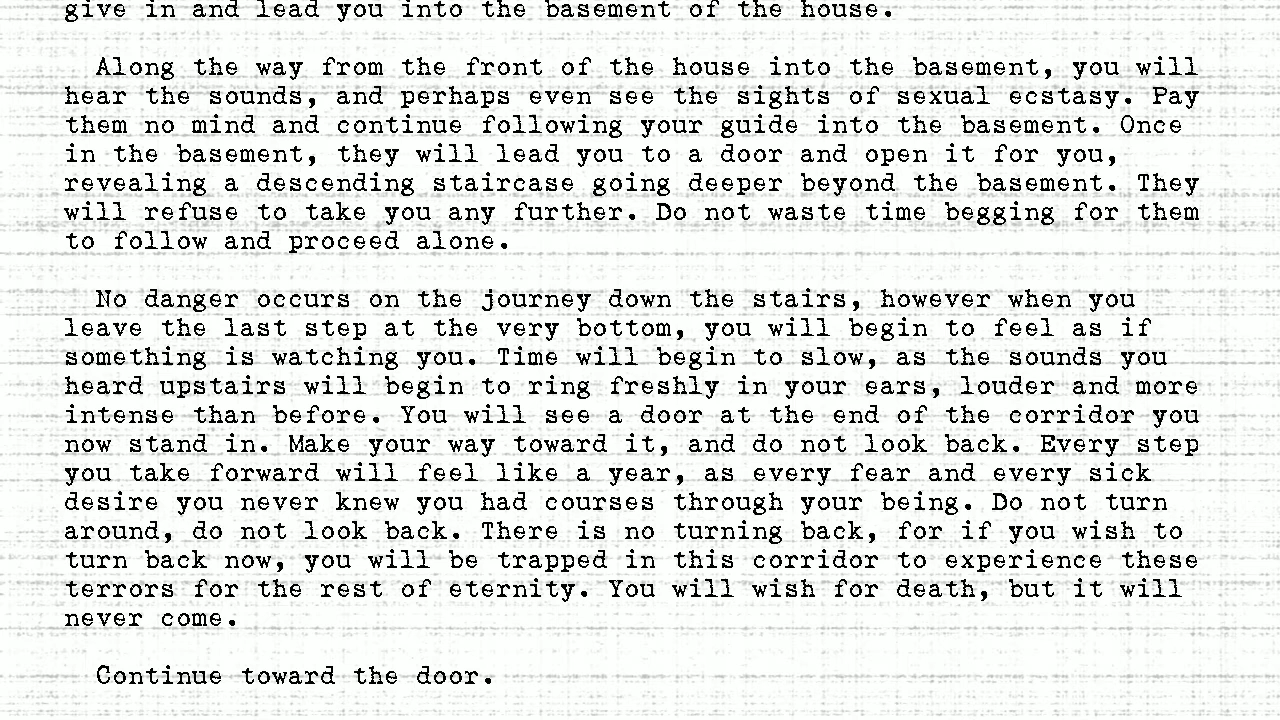 give in and lead you into the basement of the house.
Along the way from the front of the house into the basement, you will
hear the sounds, and perhaps even see the sights of sexual ecstasy. Pay
them no mind and continue following your guide into the basement. Once
in the basement, they will lead you to a door and open it for you,
revealing a descending staircase going deeper beyond the basement. They
will refuse to take you any further. Do not waste time begging for them
to follow and proceed alone.
No danger occurs on the journey down the stairs, however when you
leave the last step at the very bottom, you will begin to feel as if
something is watching you. Time will begin to slow, as the sounds you
heard upstairs will begin to ring freshly in your ears, louder and more
intense than before. You will see a door at the end of the corridor you
now stand in. Make your way toward it, and do not look back. Every step
you take forward will feel like a year, as every fear and every sick
desire you never knew you had courses through your being. Do not turn
around, do not look back. There is no turning back, for if you wish to
turn back now, you will be trapped in this corridor to experience these
terrors for the rest of eternity. You will wish for death, but it will
never come.
Continue toward the door.